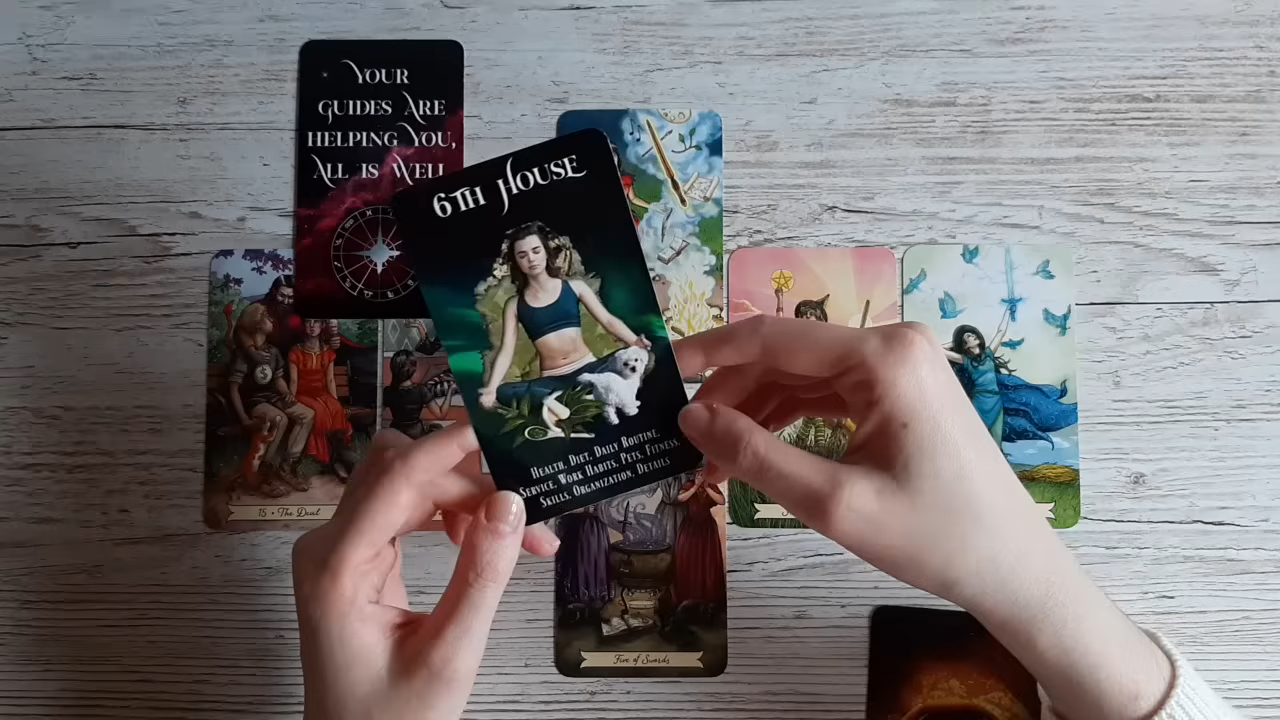 YOUR
GUIDES ARE
HELPING YOU,
ALL IS WELL
6TH HOUSE
HEALTH, DIET, DAILY ROUTINE,
SERVICE, WORK HABITS, PETS, FITNESS,
SKILLS, ORGANIZATION, DETAILS
15 • The Deal
Five of Swords